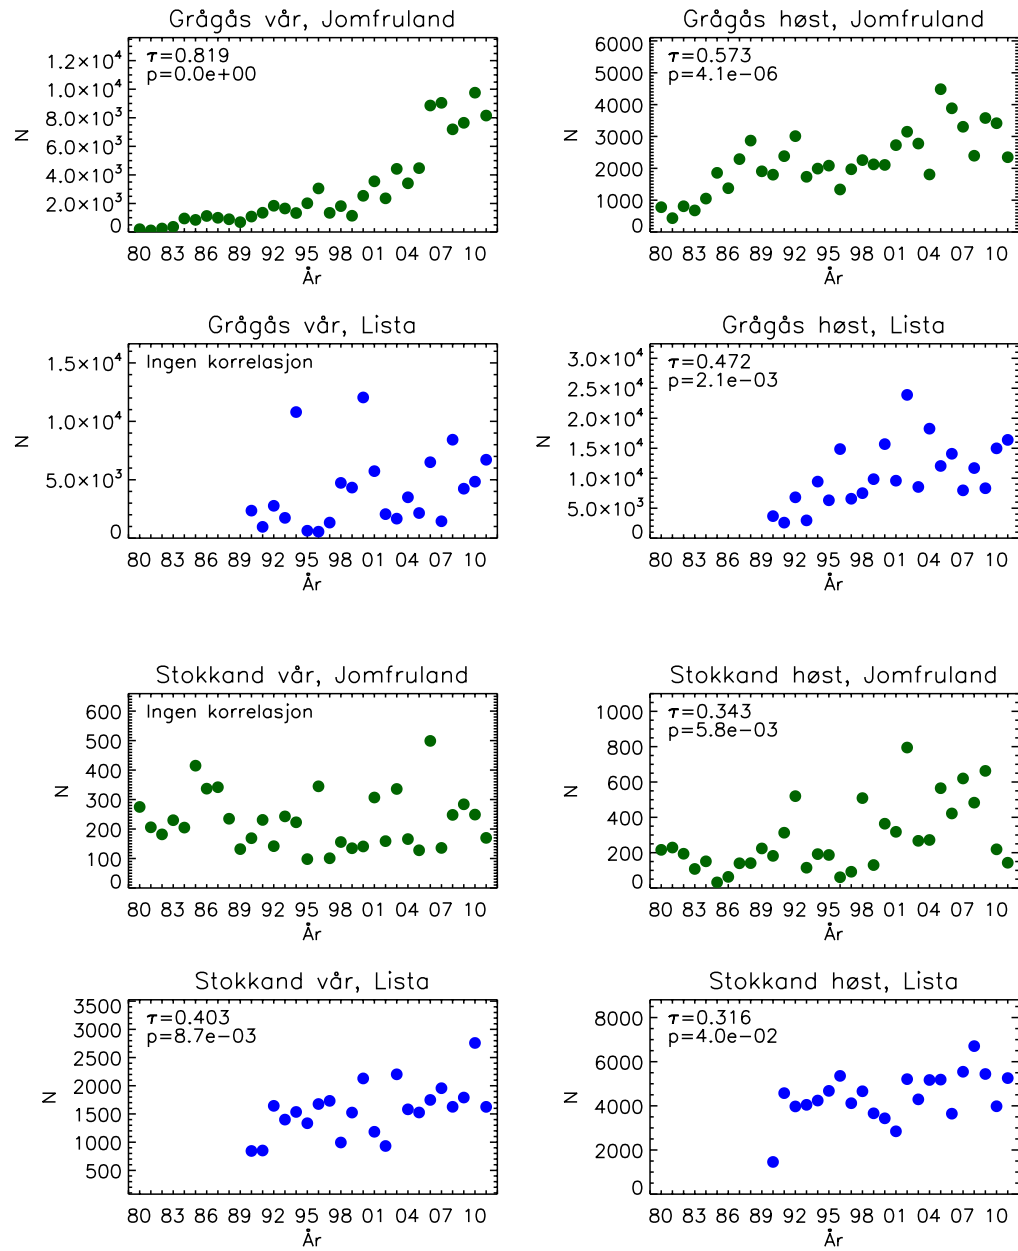 Grågås vår, Jomfruland
τ=0.819
p=0.0e+00
1.2×10⁴
1.0×10⁴
8.0×10³
6.0×10³
4.0×10³
2.0×10³
0
N
80 83 86 89 92 95 98 01 04 07 10
År
Grågås høst, Jomfruland
τ=0.573
p=4.1e−06
6000
5000
4000
3000
2000
1000
0
N
80 83 86 89 92 95 98 01 04 07 10
År
Grågås vår, Lista
Ingen korrelasjon
1.5×10⁴
1.0×10⁴
5.0×10³
0
N
80 83 86 89 92 95 98 01 04 07 10
År
Grågås høst, Lista
τ=0.472
p=2.1e−03
3.0×10⁴
2.5×10⁴
2.0×10⁴
1.5×10⁴
1.0×10⁴
5.0×10³
0
N
80 83 86 89 92 95 98 01 04 07 10
År
Stokkand vår, Jomfruland
Ingen korrelasjon
600
500
400
300
200
100
0
N
80 83 86 89 92 95 98 01 04 07 10
År
Stokkand høst, Jomfruland
τ=0.343
p=5.8e−03
1000
800
600
400
200
0
N
80 83 86 89 92 95 98 01 04 07 10
År
Stokkand vår, Lista
τ=0.403
p=8.7e−03
3500
3000
2500
2000
1500
1000
500
N
80 83 86 89 92 95 98 01 04 07 10
År
Stokkand høst, Lista
τ=0.316
p=4.0e−02
8000
6000
4000
2000
0
N
80 83 86 89 92 95 98 01 04 07 10
År